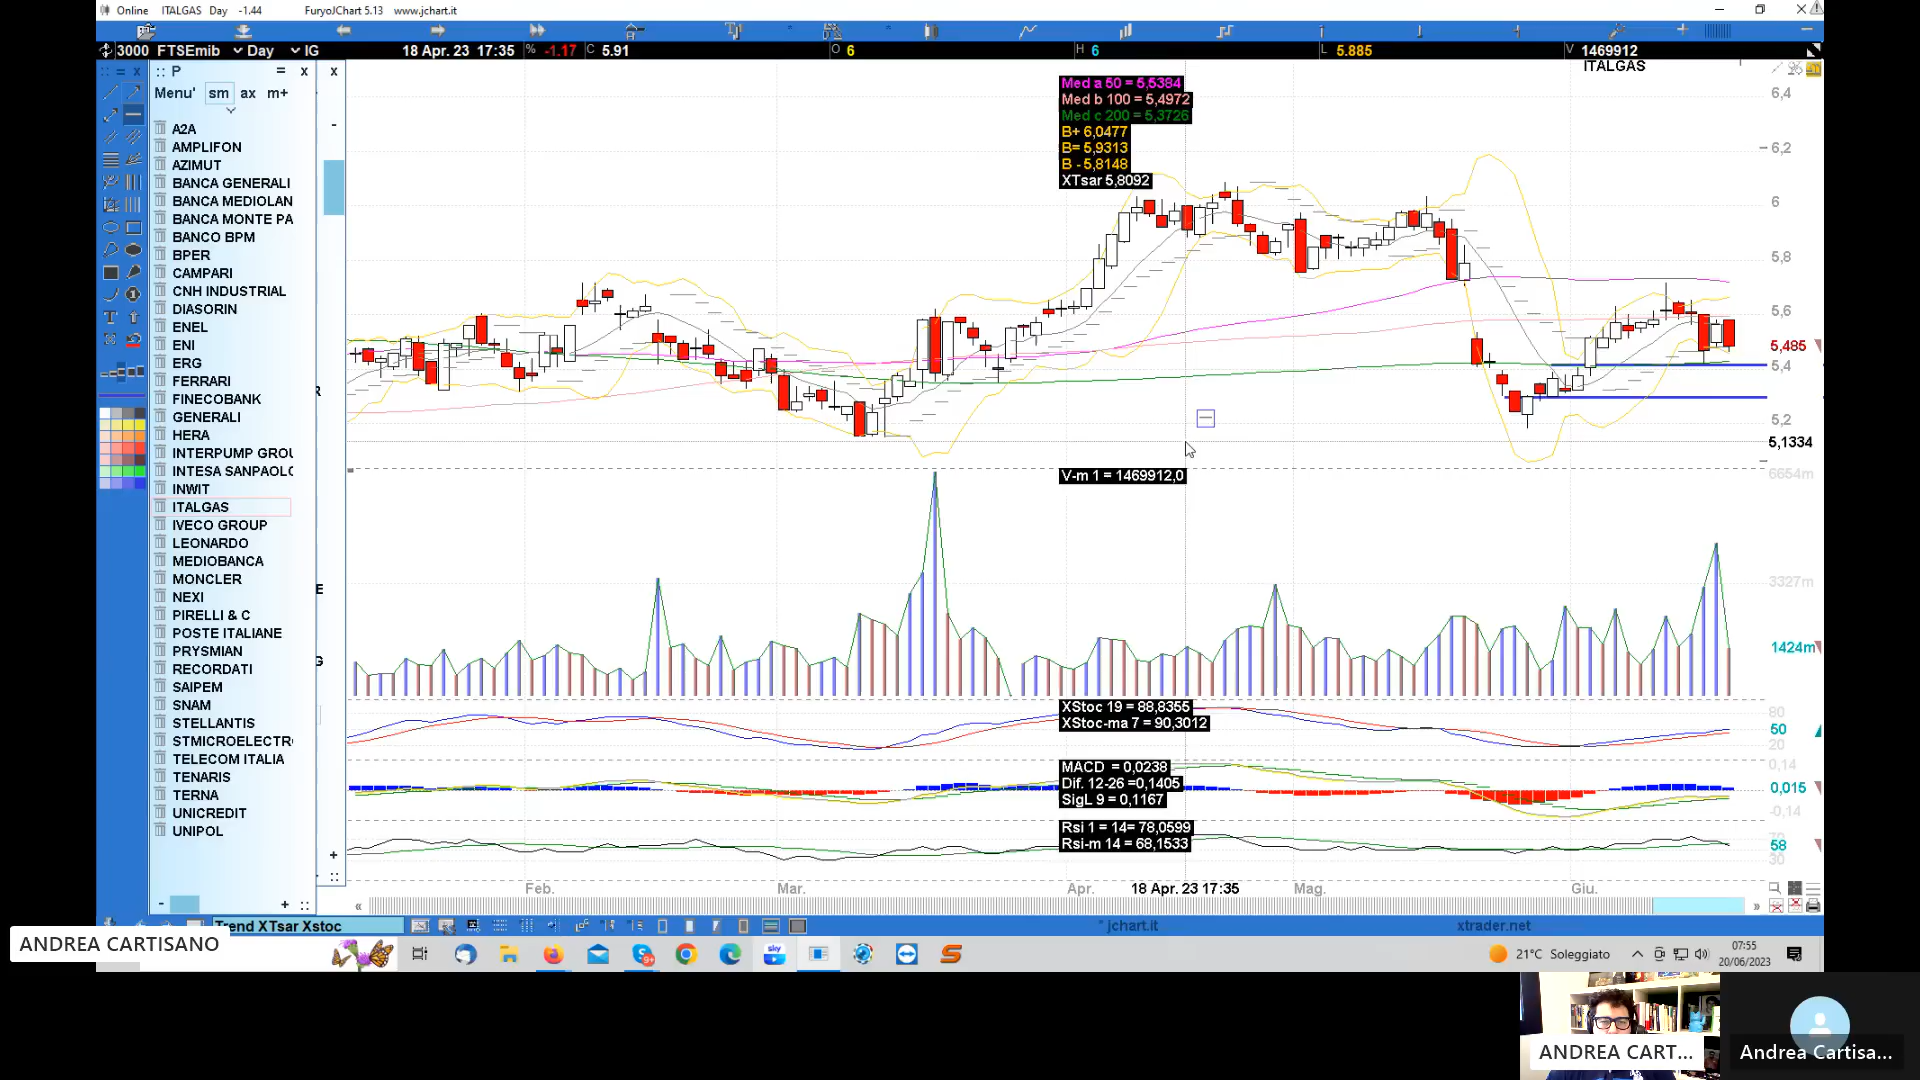 Online ITALGAS Day -1.44 FuryoJChart 5.13 www.jchart.it
3000 FTSEmib Day IG 18 Apr. 23 17:35 % -1.17 C 5.91 O 6 H 6 L 5.885 V 1469912
ITALGAS
P = x x
Menu' sm ax m+
A2A
AMPLIFON
AZIMUT
BANCA GENERALI
BANCA MEDIOLAN
BANCA MONTE PA
BANCO BPM
BPER
CAMPARI
CNH INDUSTRIAL
DIASORIN
ENEL
ENI
ERG
FERRARI
FINECOBANK
GENERALI
HERA
INTERPUMP GROU
INTESA SANPAOLO
INWIT
ITALGAS
IVECO GROUP
LEONARDO
MEDIOBANCA
MONCLER
NEXI
PIRELLI & C
POSTE ITALIANE
PRYSMIAN
RECORDATI
SAIPEM
SNAM
STELLANTIS
STMICROELECTR
TELECOM ITALIA
TENARIS
TERNA
UNICREDIT
UNIPOL
Med a 50 = 5,5384
Med b 100 = 5,4972
Med c 200 = 5,3726
B+ 6,0477
B= 5,9313
B - 5,8148
XTsar 5,8092
6,4
6,2
6
5,8
5,6
5,485
5,4
5,2
5,1334
V-m 1 = 1469912,0
6654m
3327m
1424m
XStoc 19 = 88,8355
XStoc-ma 7 = 90,3012
80
50
20
MACD = 0,0238
Dif. 12-26 =0,1405
SigL 9 = 0,1167
0,14
0,015
-0,14
Rsi 1 = 14= 78,0599
Rsi-m 14 = 68,1533
70
58
30
Feb. Mar. Apr. 18 Apr. 23 17:35 Mag. Giu.
Trend XTsar Xstoc
* jchart.it xtrader.net
ANDREA CARTISANO
sky
9+
21°C Soleggiato
07:55
20/06/2023
ANDREA CART...
Andrea Cartisa...